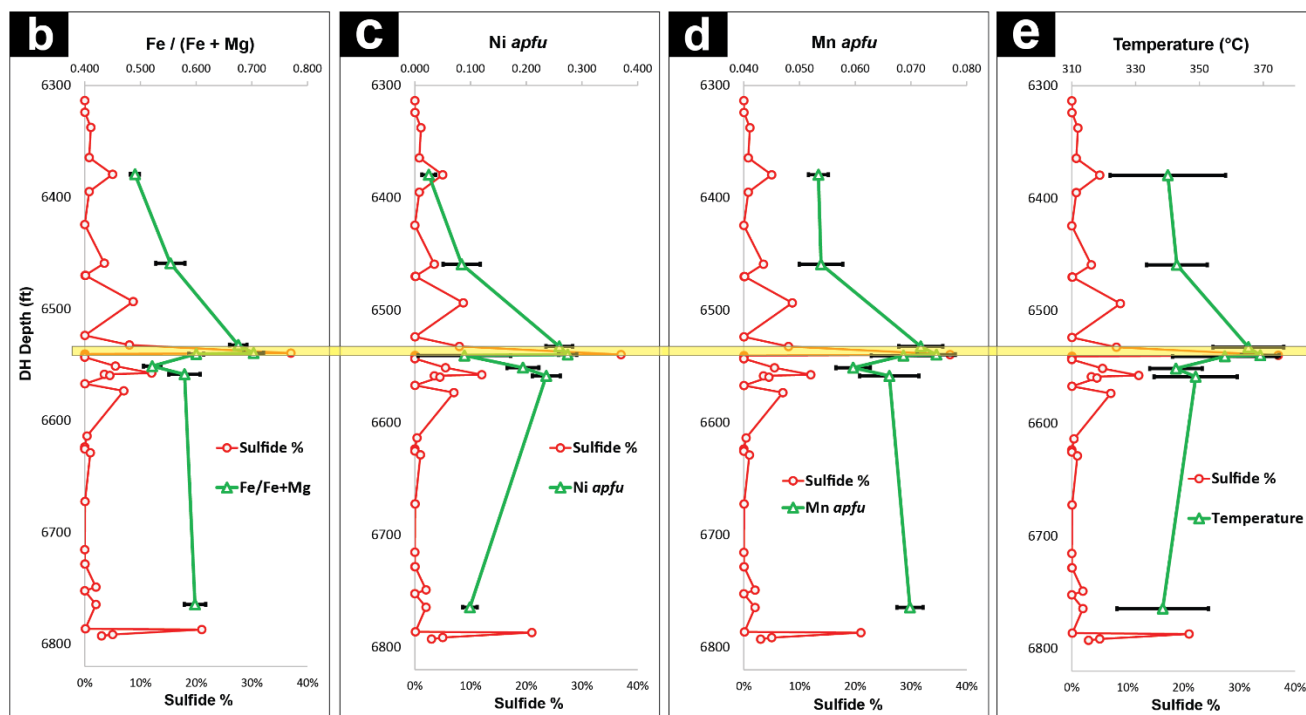 b
Fe / (Fe + Mg)
0.400 0.500 0.600 0.700 0.800
6300
6400
6500
6600
6700
6800
DH Depth (ft)
Sulfide %
Fe/Fe+Mg
0% 10% 20% 30% 40%
Sulfide %
c
Ni apfu
0.000 0.100 0.200 0.300 0.400
6300
6400
6500
6600
6700
6800
Sulfide %
Ni apfu
0% 10% 20% 30% 40%
Sulfide %
d
Mn apfu
0.040 0.050 0.060 0.070 0.080
6300
6400
6500
6600
6700
6800
Sulfide %
Mn apfu
0% 10% 20% 30% 40%
Sulfide %
e
Temperature (°C)
310 330 350 370
6300
6400
6500
6600
6700
6800
Sulfide %
Temperature
0% 10% 20% 30% 40%
Sulfide %